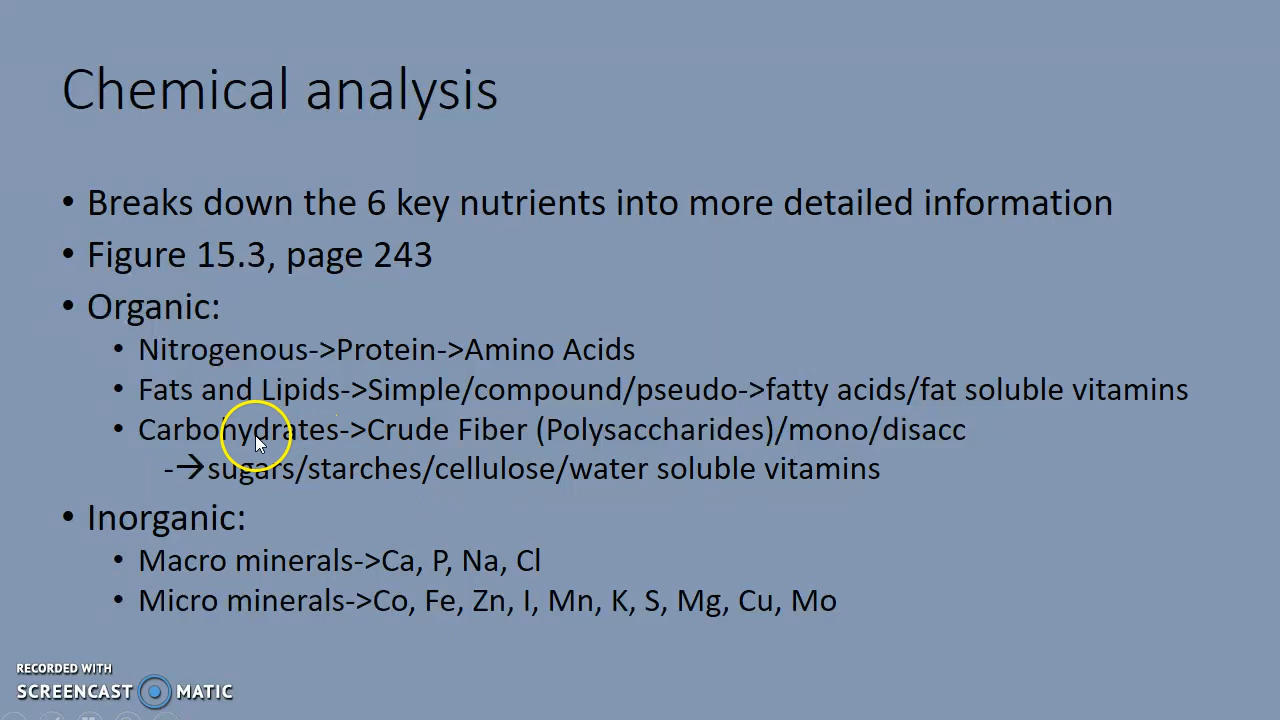 Chemical analysis
• Breaks down the 6 key nutrients into more detailed information
• Figure 15.3, page 243
• Organic:
• Nitrogenous->Protein->Amino Acids
• Fats and Lipids->Simple/compound/pseudo->fatty acids/fat soluble vitamins
• Carbohydrates->Crude Fiber (Polysaccharides)/mono/disacc
-→sugars/starches/cellulose/water soluble vitamins
• Inorganic:
• Macro minerals->Ca, P, Na, Cl
• Micro minerals->Co, Fe, Zn, I, Mn, K, S, Mg, Cu, Mo
RECORDED WITH
SCREENCAST MATIC